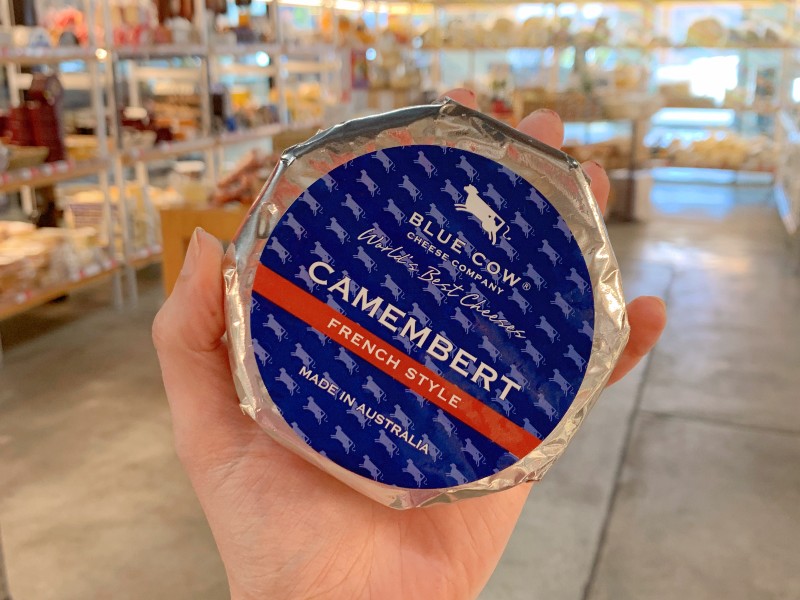 BLUE COW®
CHEESE COMPANY
World's Best Cheeses
CAMEMBERT
FRENCH STYLE
MADE IN AUSTRALIA